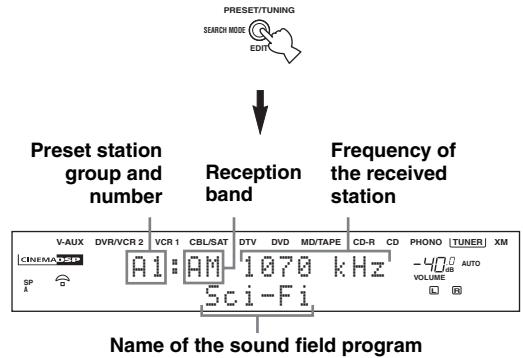 PRESET/TUNING
SEARCH MODE
EDIT
Preset station group and number
Reception band
Frequency of the received station
V-AUX DVR/VCR 2 VCR 1 CBL/SAT DTV DVD MD/TAPE CD-R CD PHONO TUNER XM
CINEMA DSP
SP A
A1:AM 1070 kHz
-40.0 dB
AUTO
VOLUME
L R
Sci-Fi
Name of the sound field program